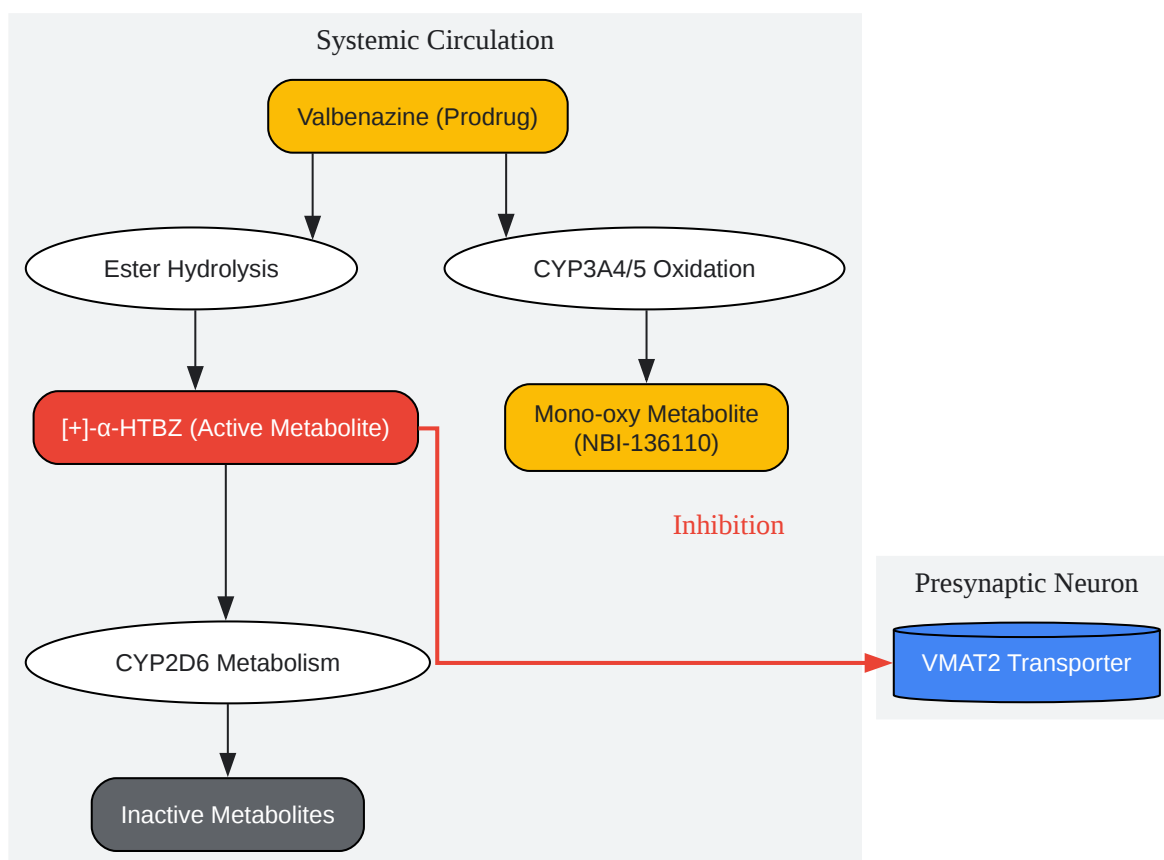 Systemic Circulation
Valbenazine (Prodrug)
Ester Hydrolysis
CYP3A4/5 Oxidation
[+]-α-HTBZ (Active Metabolite)
Mono-oxy Metabolite
(NBI-136110)
Inhibition
Presynaptic Neuron
CYP2D6 Metabolism
VMAT2 Transporter
Inactive Metabolites